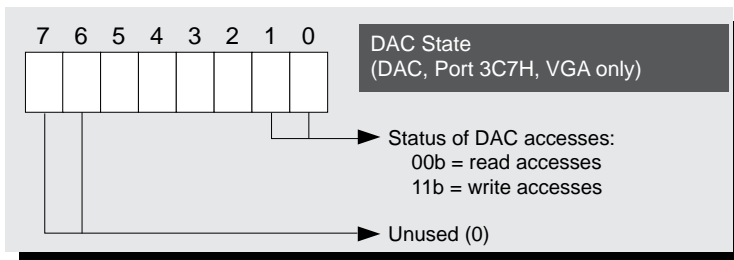 7 6 5 4 3 2 1 0
DAC State
(DAC, Port 3C7H, VGA only)
Status of DAC accesses:
00b = read accesses
11b = write accesses
Unused (0)